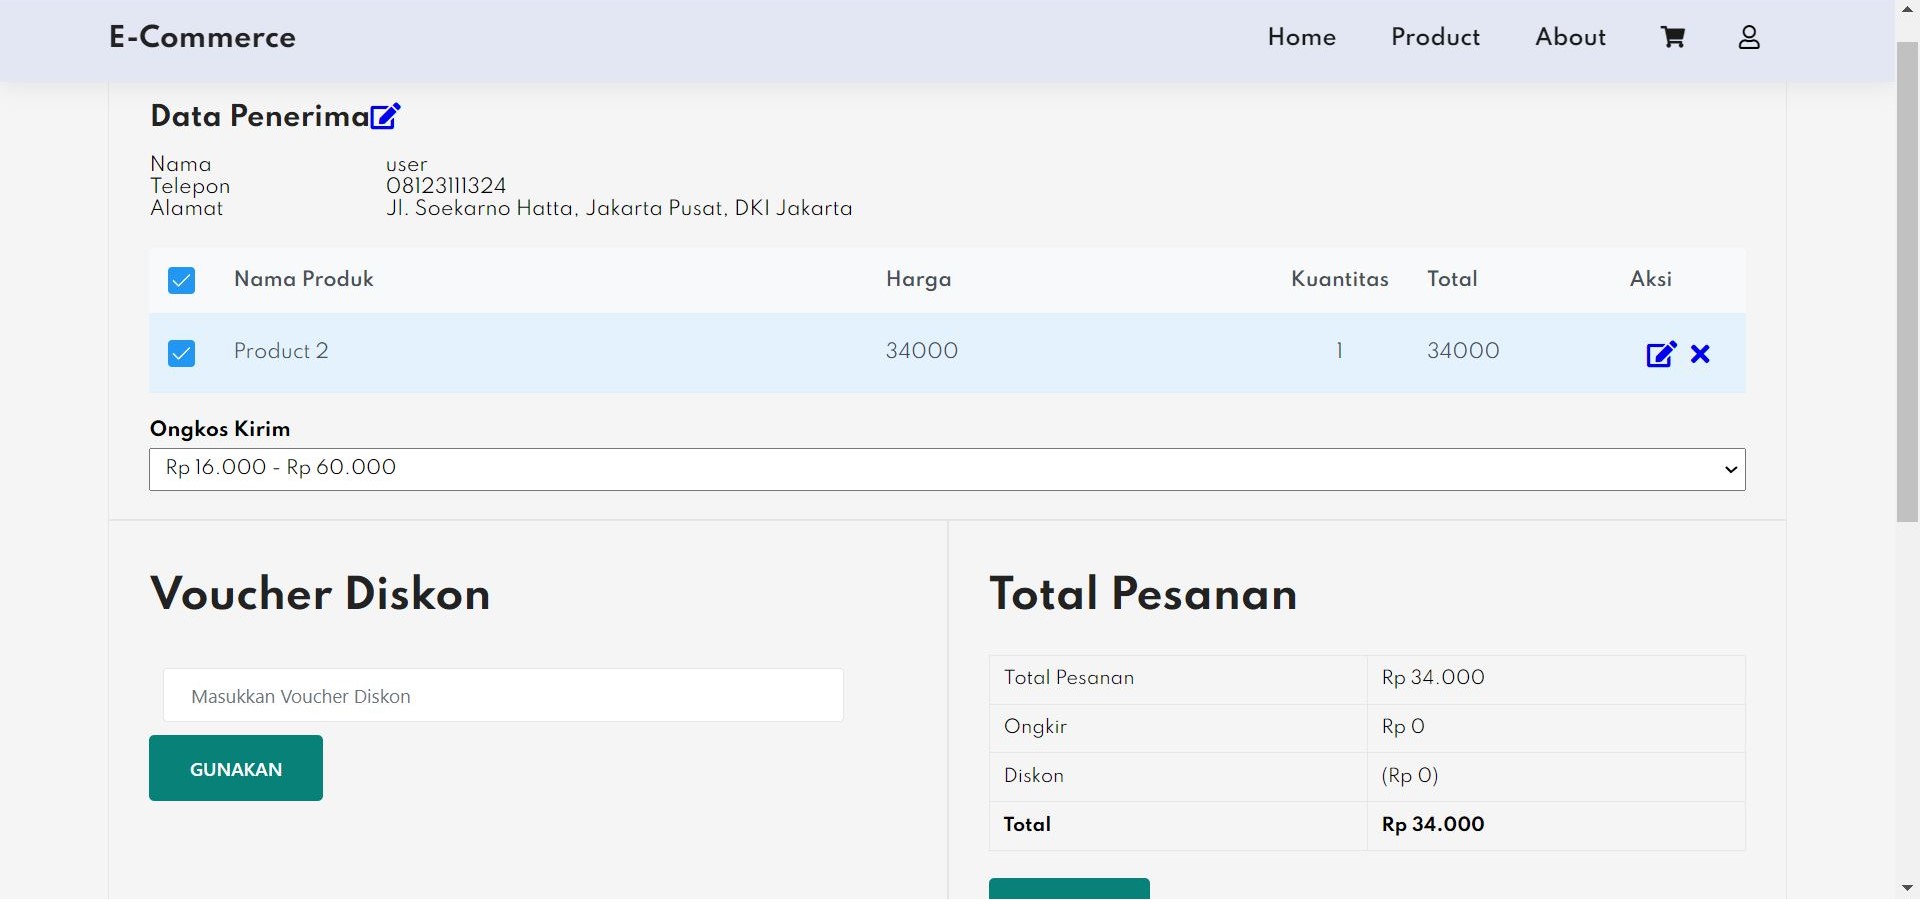 E-Commerce Home Product About
Data Penerima
Nama user
Telepon 08123111324
Alamat Jl. Soekarno Hatta, Jakarta Pusat, DKI Jakarta
Nama Produk Harga Kuantitas Total Aksi
Product 2 34000 1 34000
Ongkos Kirim
Rp 16.000 - Rp 60.000
Voucher Diskon
Masukkan Voucher Diskon
GUNAKAN
Total Pesanan
Total Pesanan Rp 34.000
Ongkir Rp 0
Diskon (Rp 0)
Total Rp 34.000